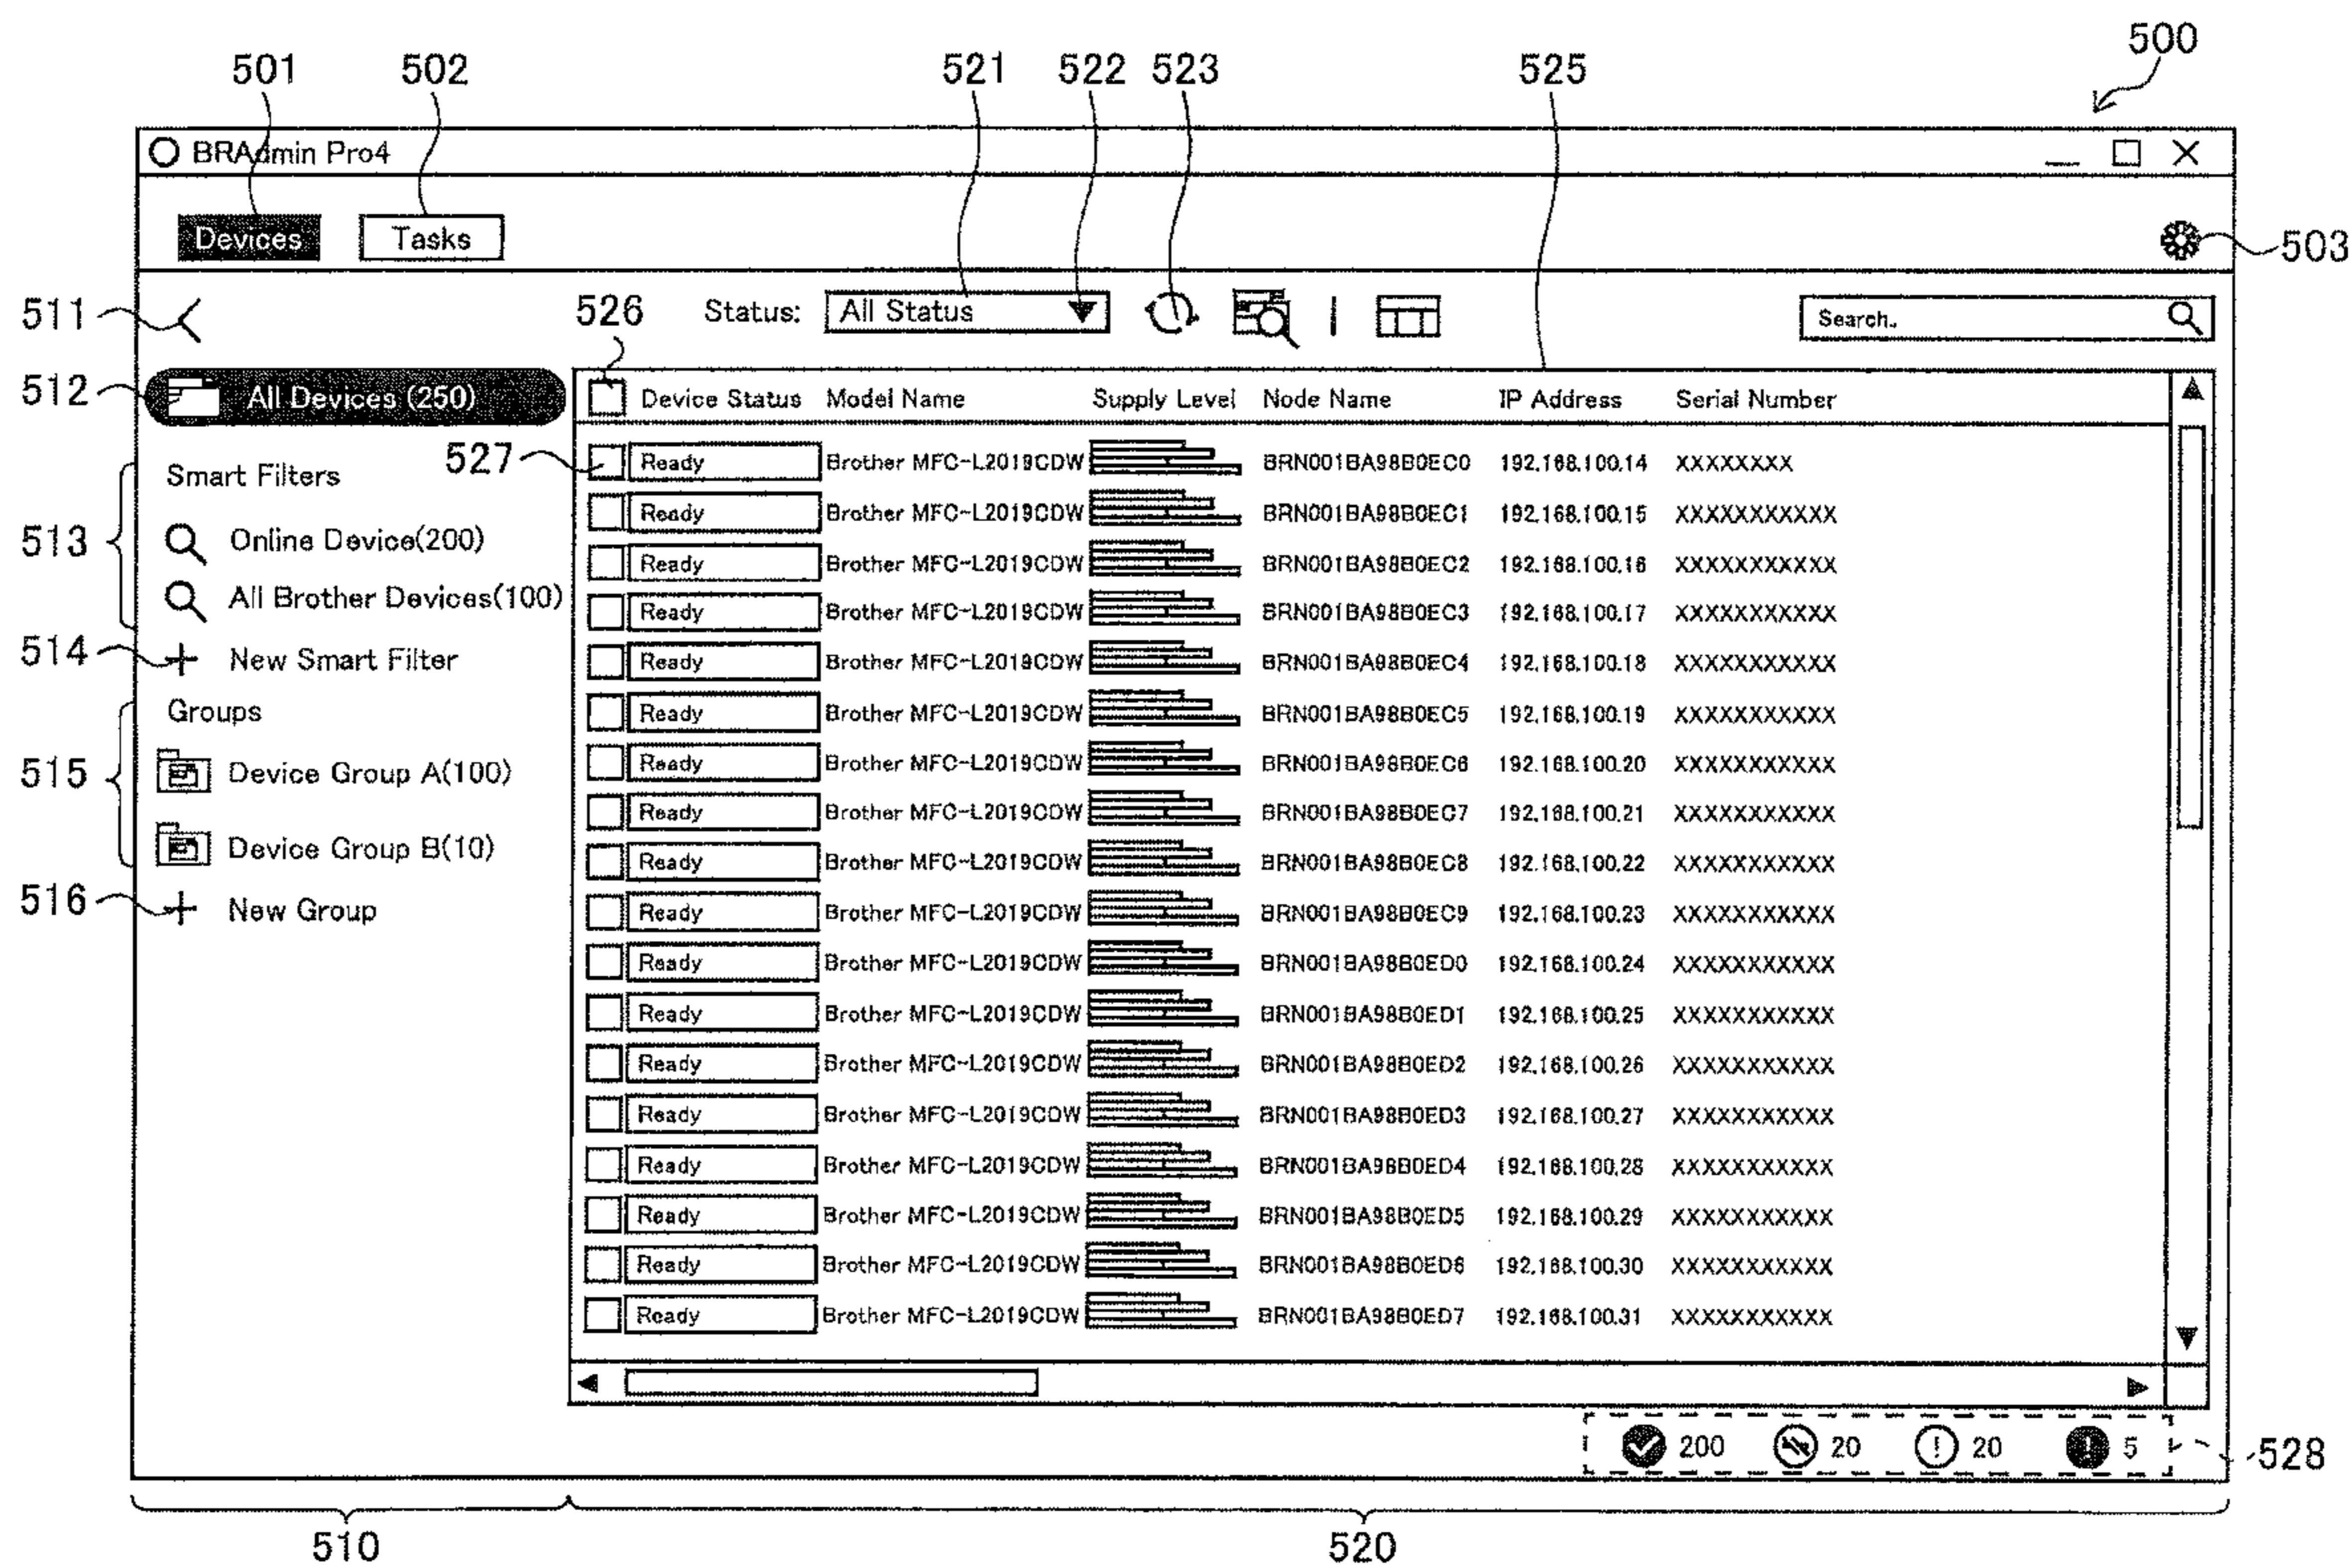 500
501 502 521 522 523 525
BRAdmin Pro4
Devices Tasks 503
511 Status: All Status 526 Search.
512 All Devices (250) Device Status Model Name Supply Level Node Name IP Address Serial Number
527 Ready Brother MFC-L2019CDW BRN001BA98B0EC0 192.168.100.14 XXXXXXXX
Smart Filters
Ready Brother MFC-L2019CDW BRN001BA98B0EC1 192.168.100.15 XXXXXXXXXXX
513 Online Device(200)
Ready Brother MFC-L2019CDW BRN001BA98B0EC2 192.168.100.16 XXXXXXXXXXX
All Brother Devices(100)
Ready Brother MFC-L2019CDW BRN001BA98B0EC3 192.168.100.17 XXXXXXXXXXX
514 New Smart Filter
Ready Brother MFC-L2019CDW BRN001BA98B0EC4 192.168.100.18 XXXXXXXXXXX
Groups
Ready Brother MFC-L2019CDW BRN001BA98B0EC5 192.168.100.19 XXXXXXXXXXX
515 Device Group A(100)
Ready Brother MFC-L2019CDW BRN001BA98B0EC6 192.168.100.20 XXXXXXXXXXX
Ready Brother MFC-L2019CDW BRN001BA98B0EC7 192.168.100.21 XXXXXXXXXXX
Device Group B(10)
Ready Brother MFC-L2019CDW BRN001BA98B0EC8 192.168.100.22 XXXXXXXXXXX
516 New Group
Ready Brother MFC-L2019CDW BRN001BA98B0EC9 192.168.100.23 XXXXXXXXXXX
Ready Brother MFC-L2019CDW BRN001BA98B0ED0 192.168.100.24 XXXXXXXXXXX
Ready Brother MFC-L2019CDW BRN001BA98B0ED1 192.168.100.25 XXXXXXXXXXX
Ready Brother MFC-L2019CDW BRN001BA98B0ED2 192.168.100.26 XXXXXXXXXXX
Ready Brother MFC-L2019CDW BRN001BA98B0ED3 192.168.100.27 XXXXXXXXXXX
Ready Brother MFC-L2019CDW BRN001BA98B0ED4 192.168.100.28 XXXXXXXXXXX
Ready Brother MFC-L2019CDW BRN001BA98B0ED5 192.168.100.29 XXXXXXXXXXX
Ready Brother MFC-L2019CDW BRN001BA98B0ED6 192.168.100.30 XXXXXXXXXXX
Ready Brother MFC-L2019CDW BRN001BA98B0ED7 192.168.100.31 XXXXXXXXXXX
200 20 20 5 528
510 520